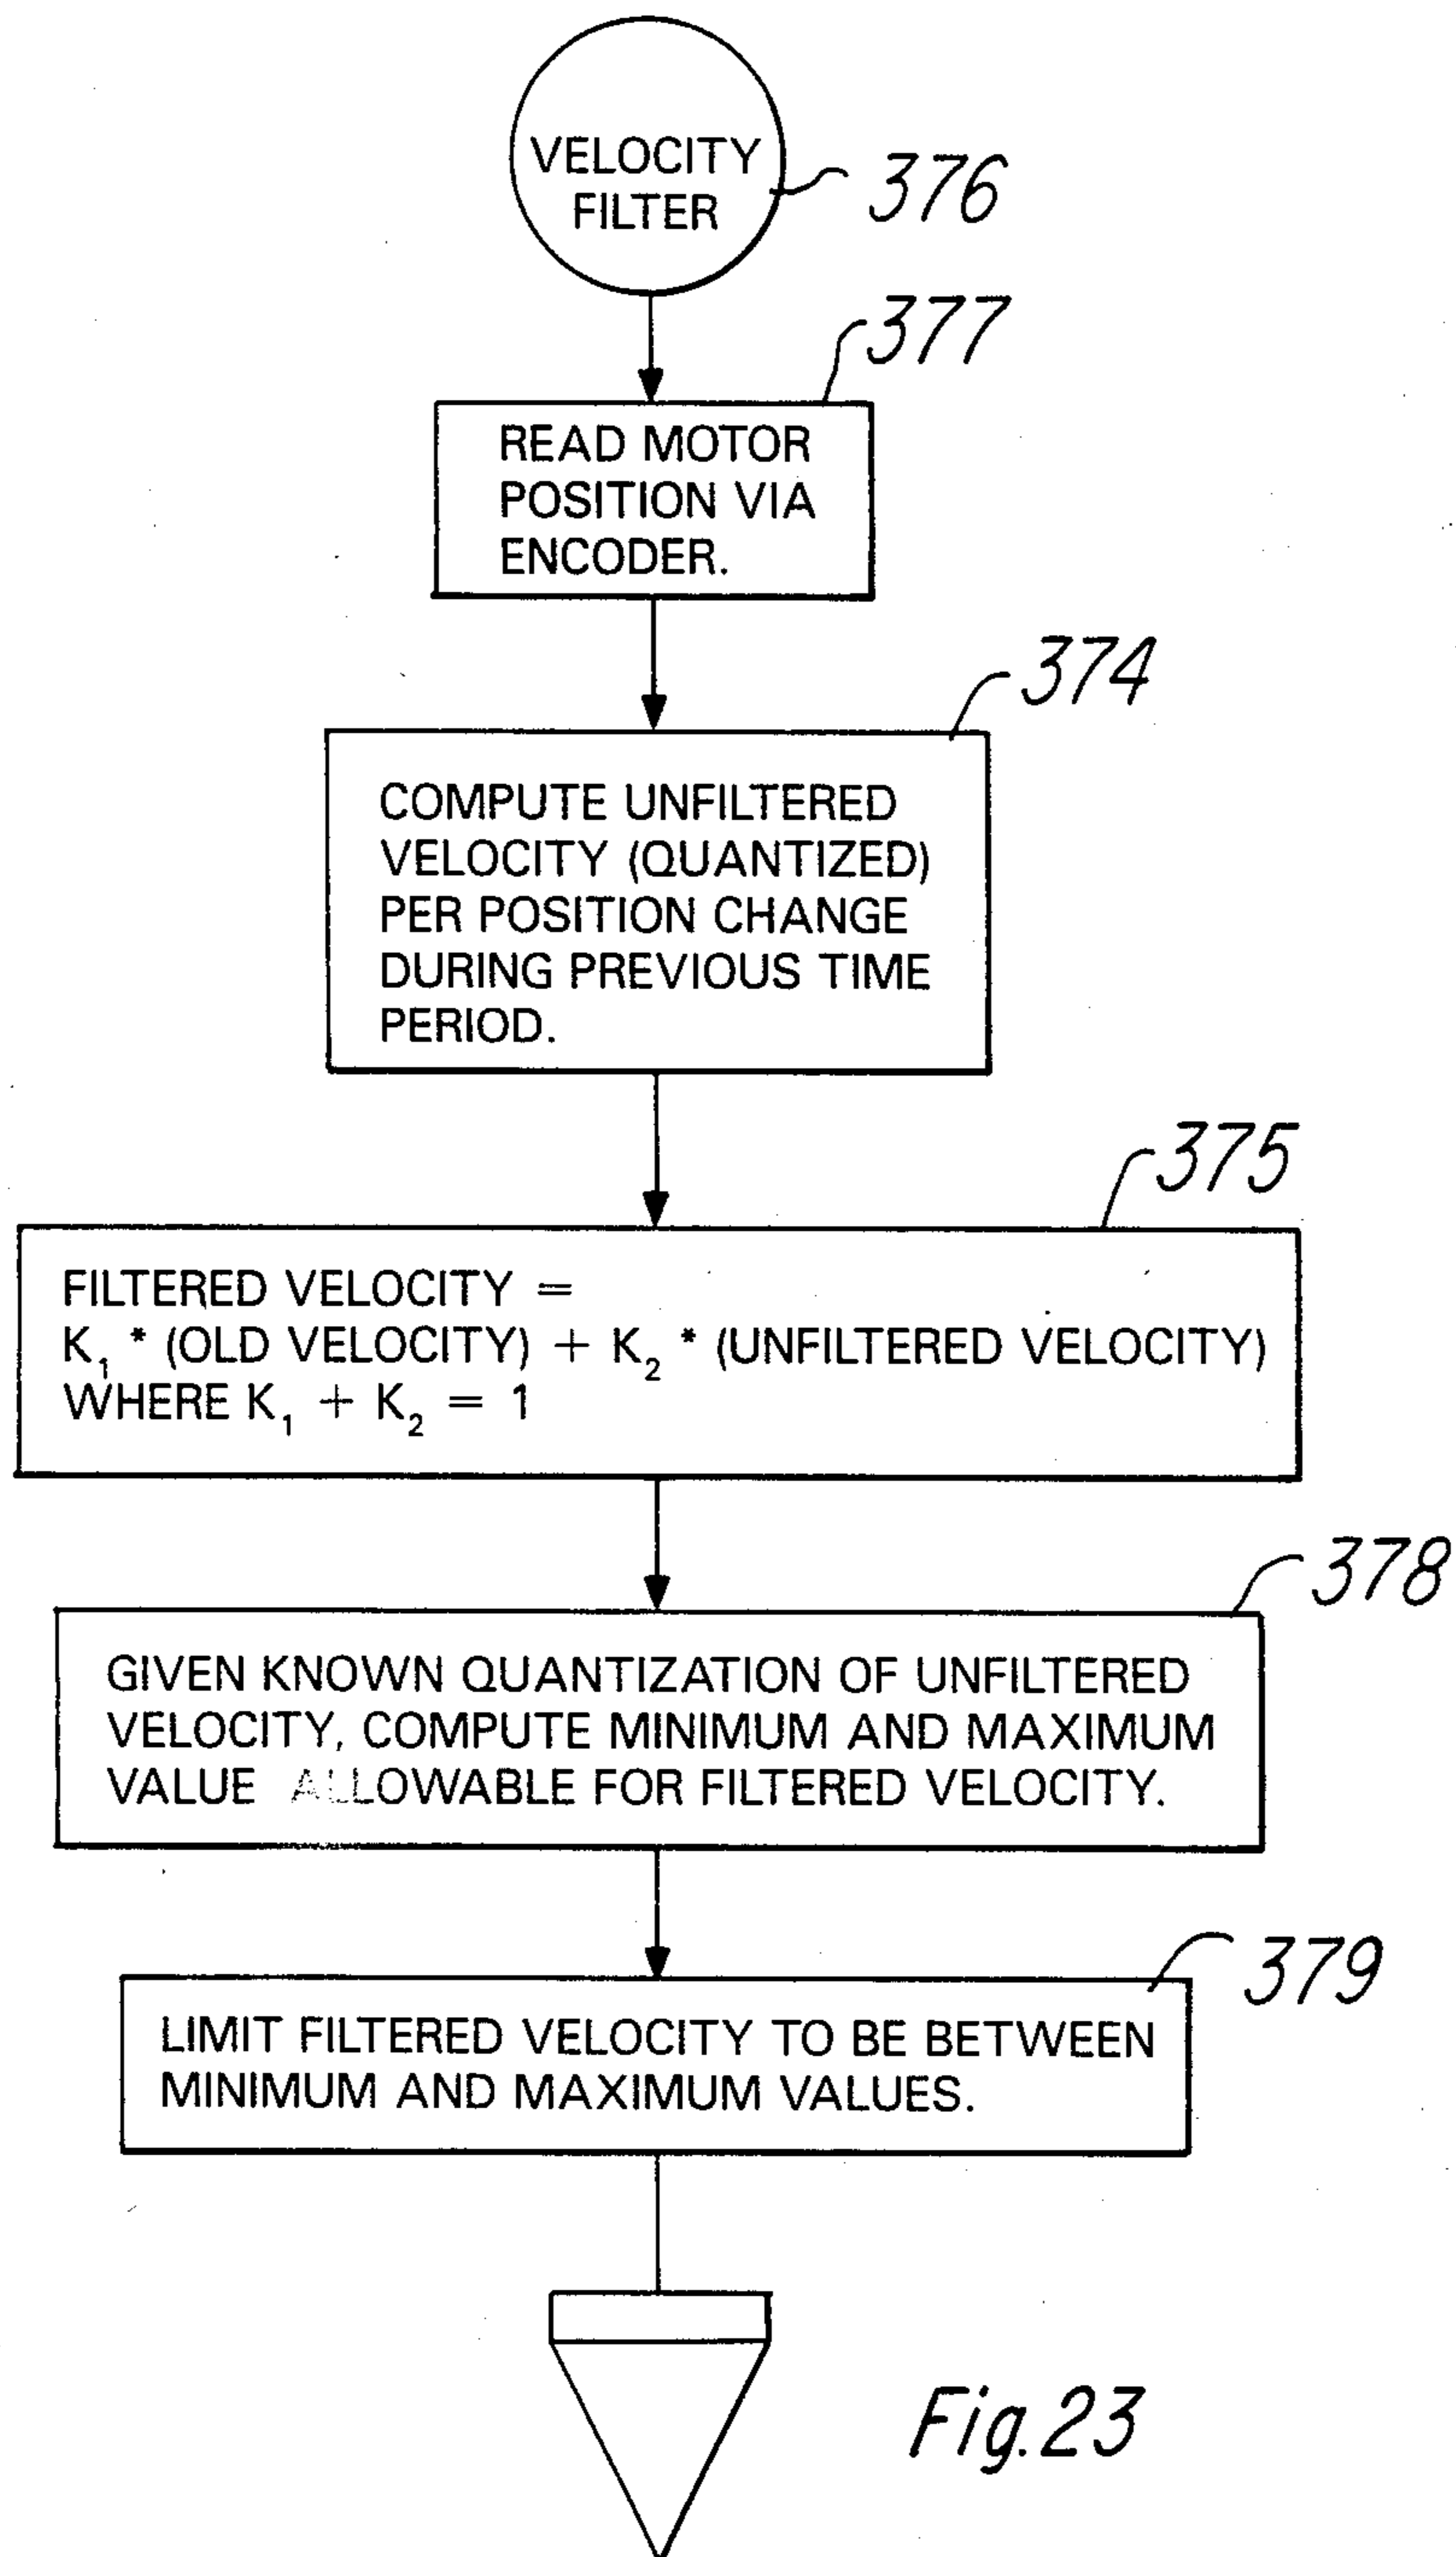 VELOCITY
FILTER
376
377
READ MOTOR
POSITION VIA
ENCODER.
374
COMPUTE UNFILTERED
VELOCITY (QUANTIZED)
PER POSITION CHANGE
DURING PREVIOUS TIME
PERIOD.
375
FILTERED VELOCITY =
K₁ * (OLD VELOCITY) + K₂ * (UNFILTERED VELOCITY)
WHERE K₁ + K₂ = 1
378
GIVEN KNOWN QUANTIZATION OF UNFILTERED
VELOCITY, COMPUTE MINIMUM AND MAXIMUM
VALUE ALLOWABLE FOR FILTERED VELOCITY.
379
LIMIT FILTERED VELOCITY TO BE BETWEEN
MINIMUM AND MAXIMUM VALUES.
Fig. 23